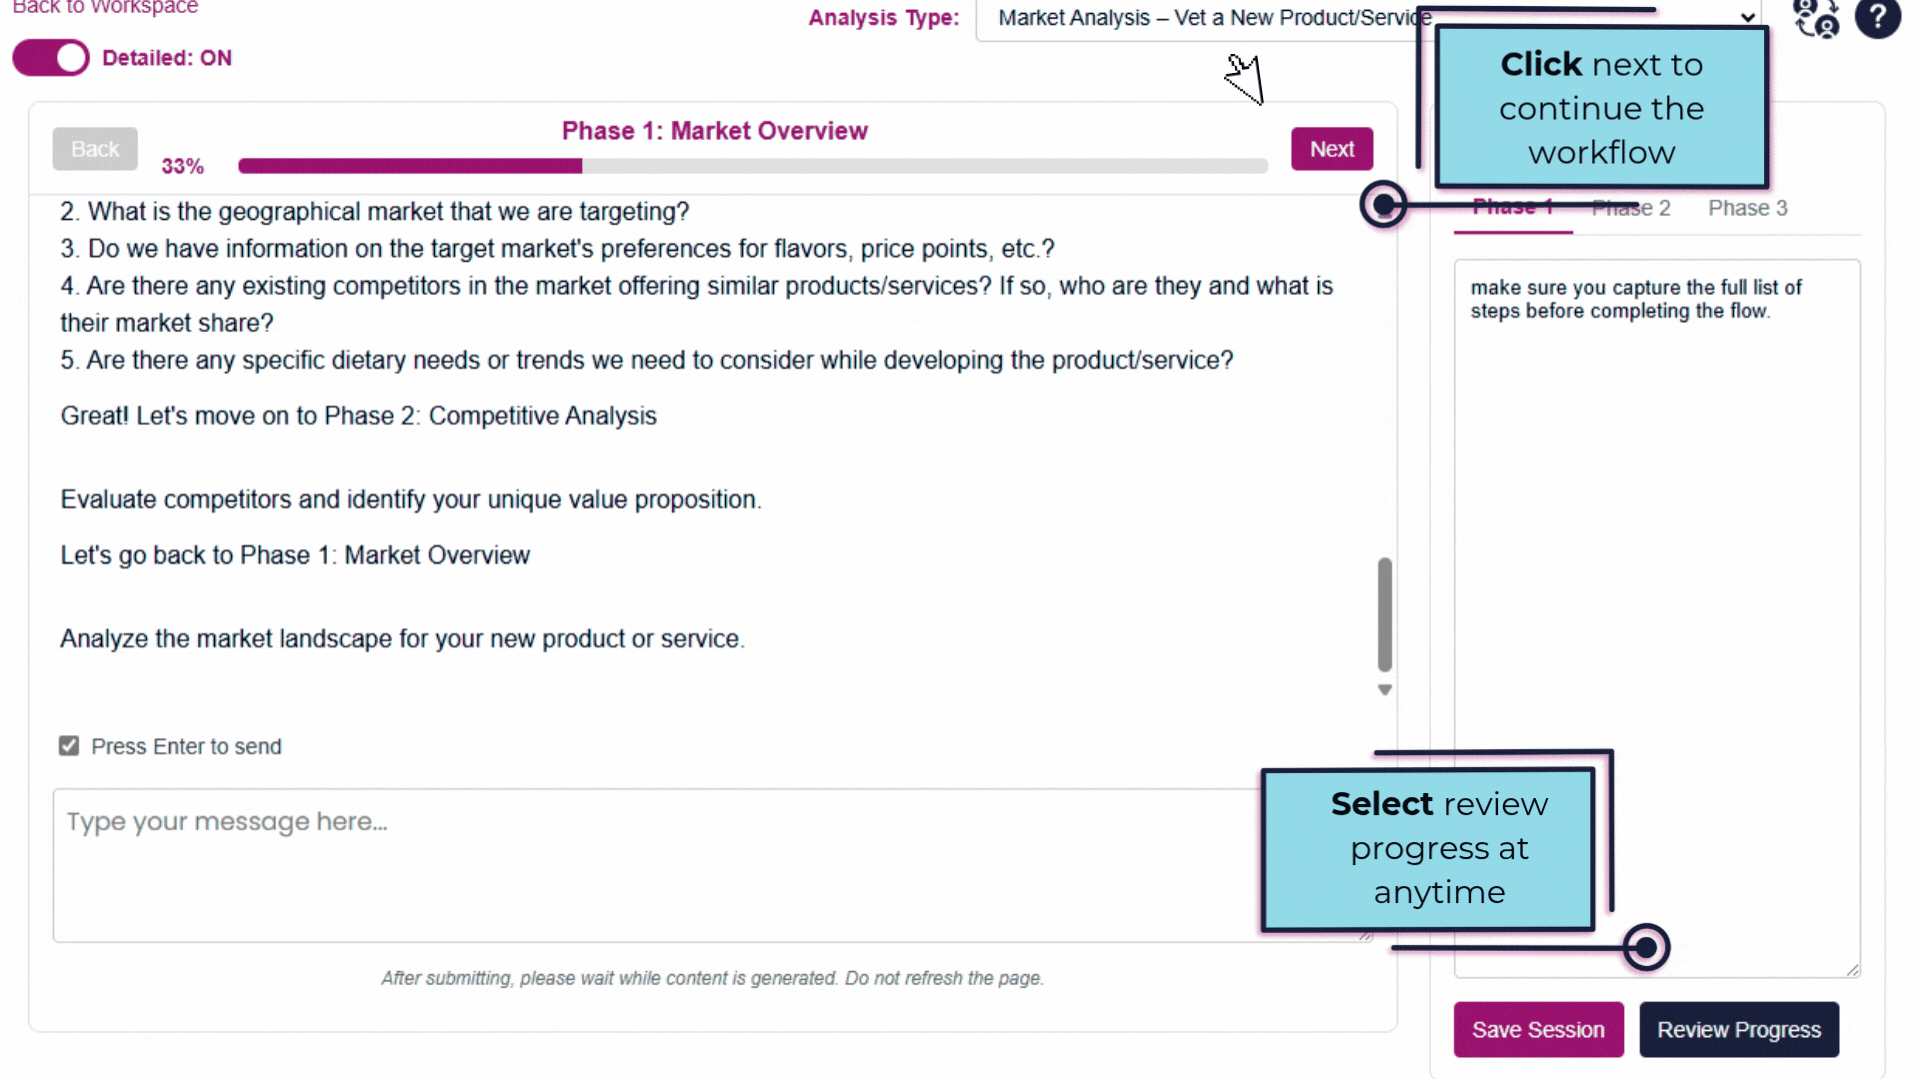 Back to Workspace
Analysis Type:
Market Analysis – Vet a New Product/Service
?
Detailed: ON
Click next to
continue the
workflow
Back
Phase 1: Market Overview
33%
Next
2. What is the geographical market that we are targeting?
3. Do we have information on the target market's preferences for flavors, price points, etc.?
4. Are there any existing competitors in the market offering similar products/services? If so, who are they and what is
their market share?
5. Are there any specific dietary needs or trends we need to consider while developing the product/service?
Great! Let's move on to Phase 2: Competitive Analysis
Evaluate competitors and identify your unique value proposition.
Let's go back to Phase 1: Market Overview
Analyze the market landscape for your new product or service.
Press Enter to send
Type your message here...
After submitting, please wait while content is generated. Do not refresh the page.
Phase 1 Phase 2 Phase 3
make sure you capture the full list of
steps before completing the flow.
Select review
progress at
anytime
Save Session
Review Progress